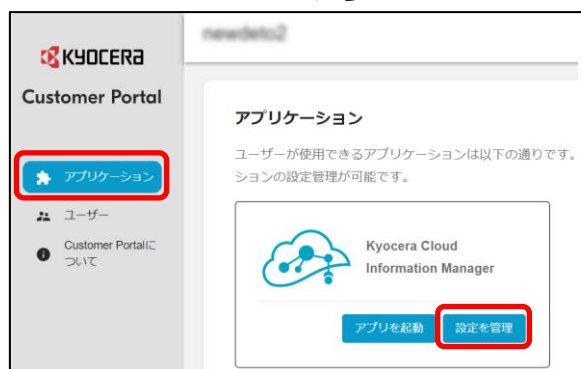 KYOCERA
Customer Portal
アプリケーション
ユーザー
Customer Portalに
ついて
newdeto2
アプリケーション
ユーザーが使用できるアプリケーションは以下の通りです。
ションの設定管理が可能です。
Kyocera Cloud
Information Manager
アプリを起動
設定を管理